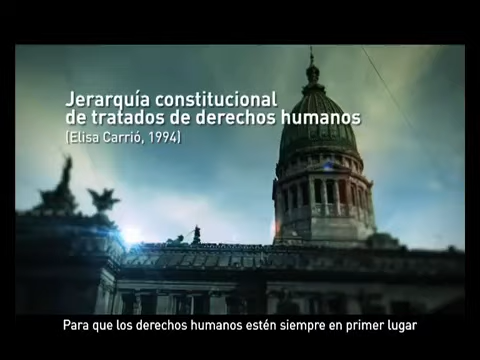 Jerarquía constitucional
de tratados de derechos humanos
(Elisa Carrió, 1994)
Para que los derechos humanos estén siempre en primer lugar